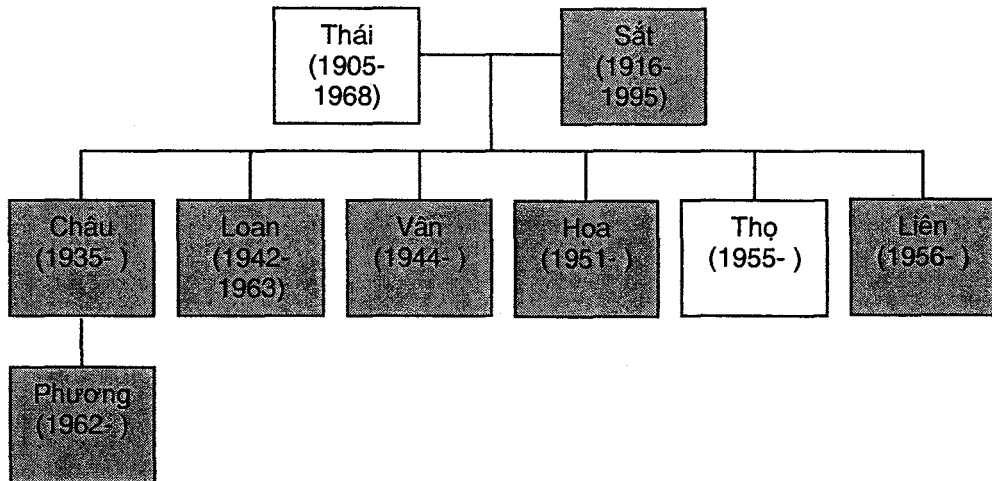 Thái
(1905-
1968)
Sắt
(1916-
1995)
Châu
(1935- )
Loan
(1942-
1963)
Vân
(1944- )
Hoa
(1951- )
Thọ
(1955- )
Liên
(1956- )
Phương
(1962- )